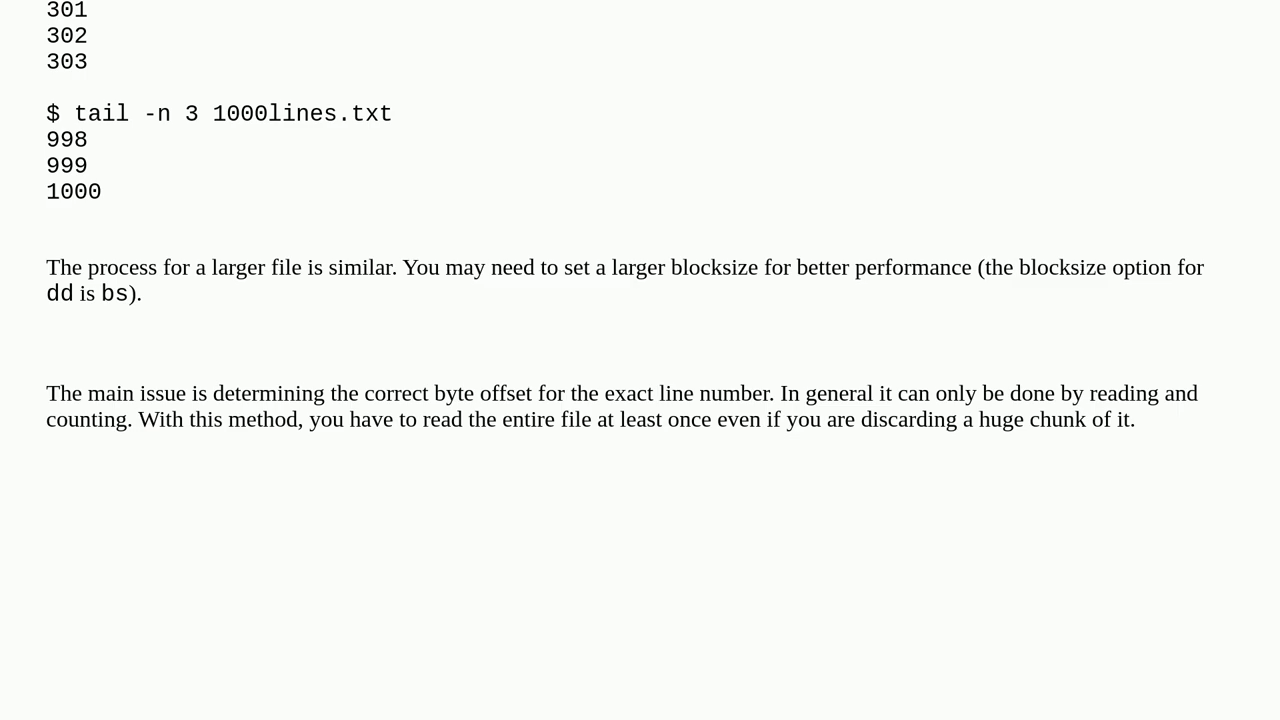 301
302
303
$ tail -n 3 1000lines.txt
998
999
1000
The process for a larger file is similar. You may need to set a larger blocksize for better performance (the blocksize option for
dd is bs).
The main issue is determining the correct byte offset for the exact line number. In general it can only be done by reading and
counting. With this method, you have to read the entire file at least once even if you are discarding a huge chunk of it.